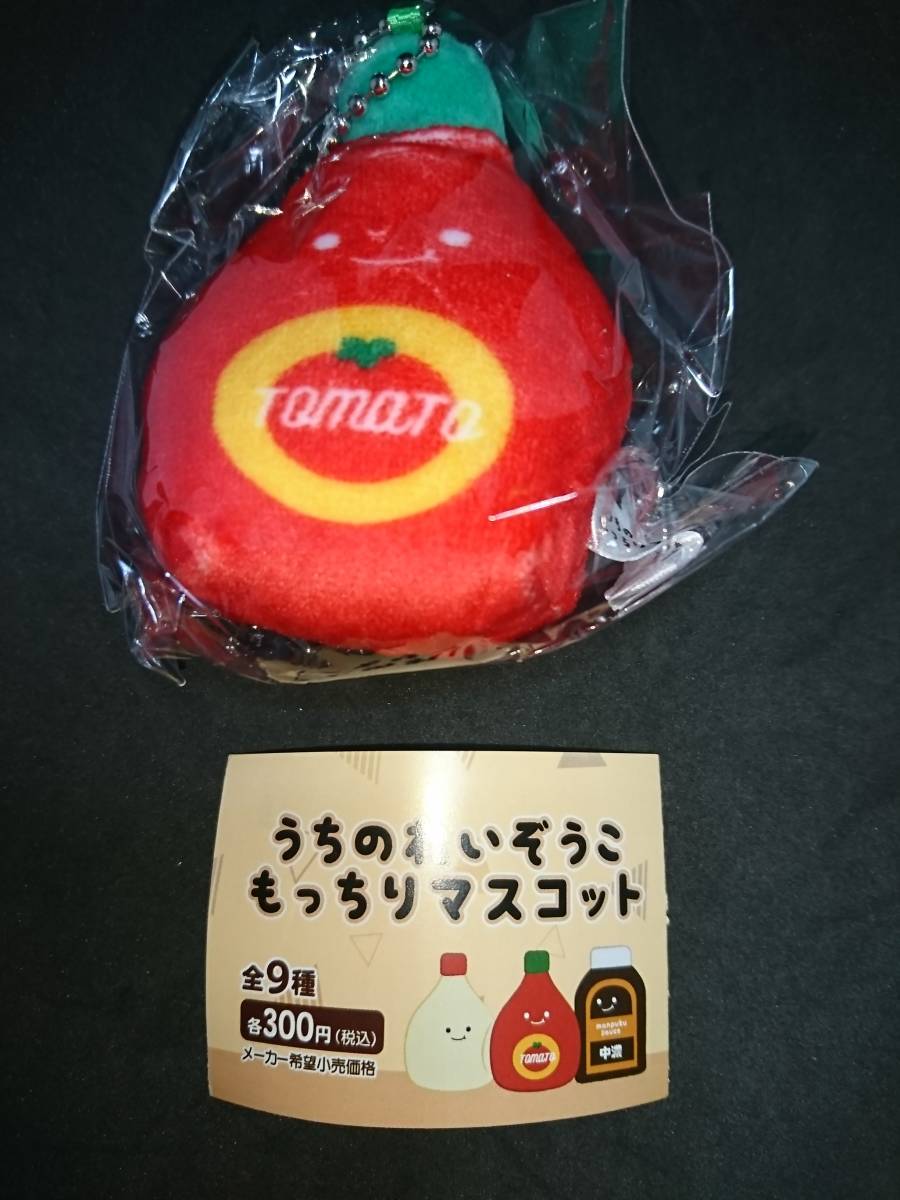 TOMATO
うちのれいぞうこ
もっちりマスコット
全9種
各300円(税込)
メーカー希望小売価格
TOMATO
manpuku
sauce
中濃